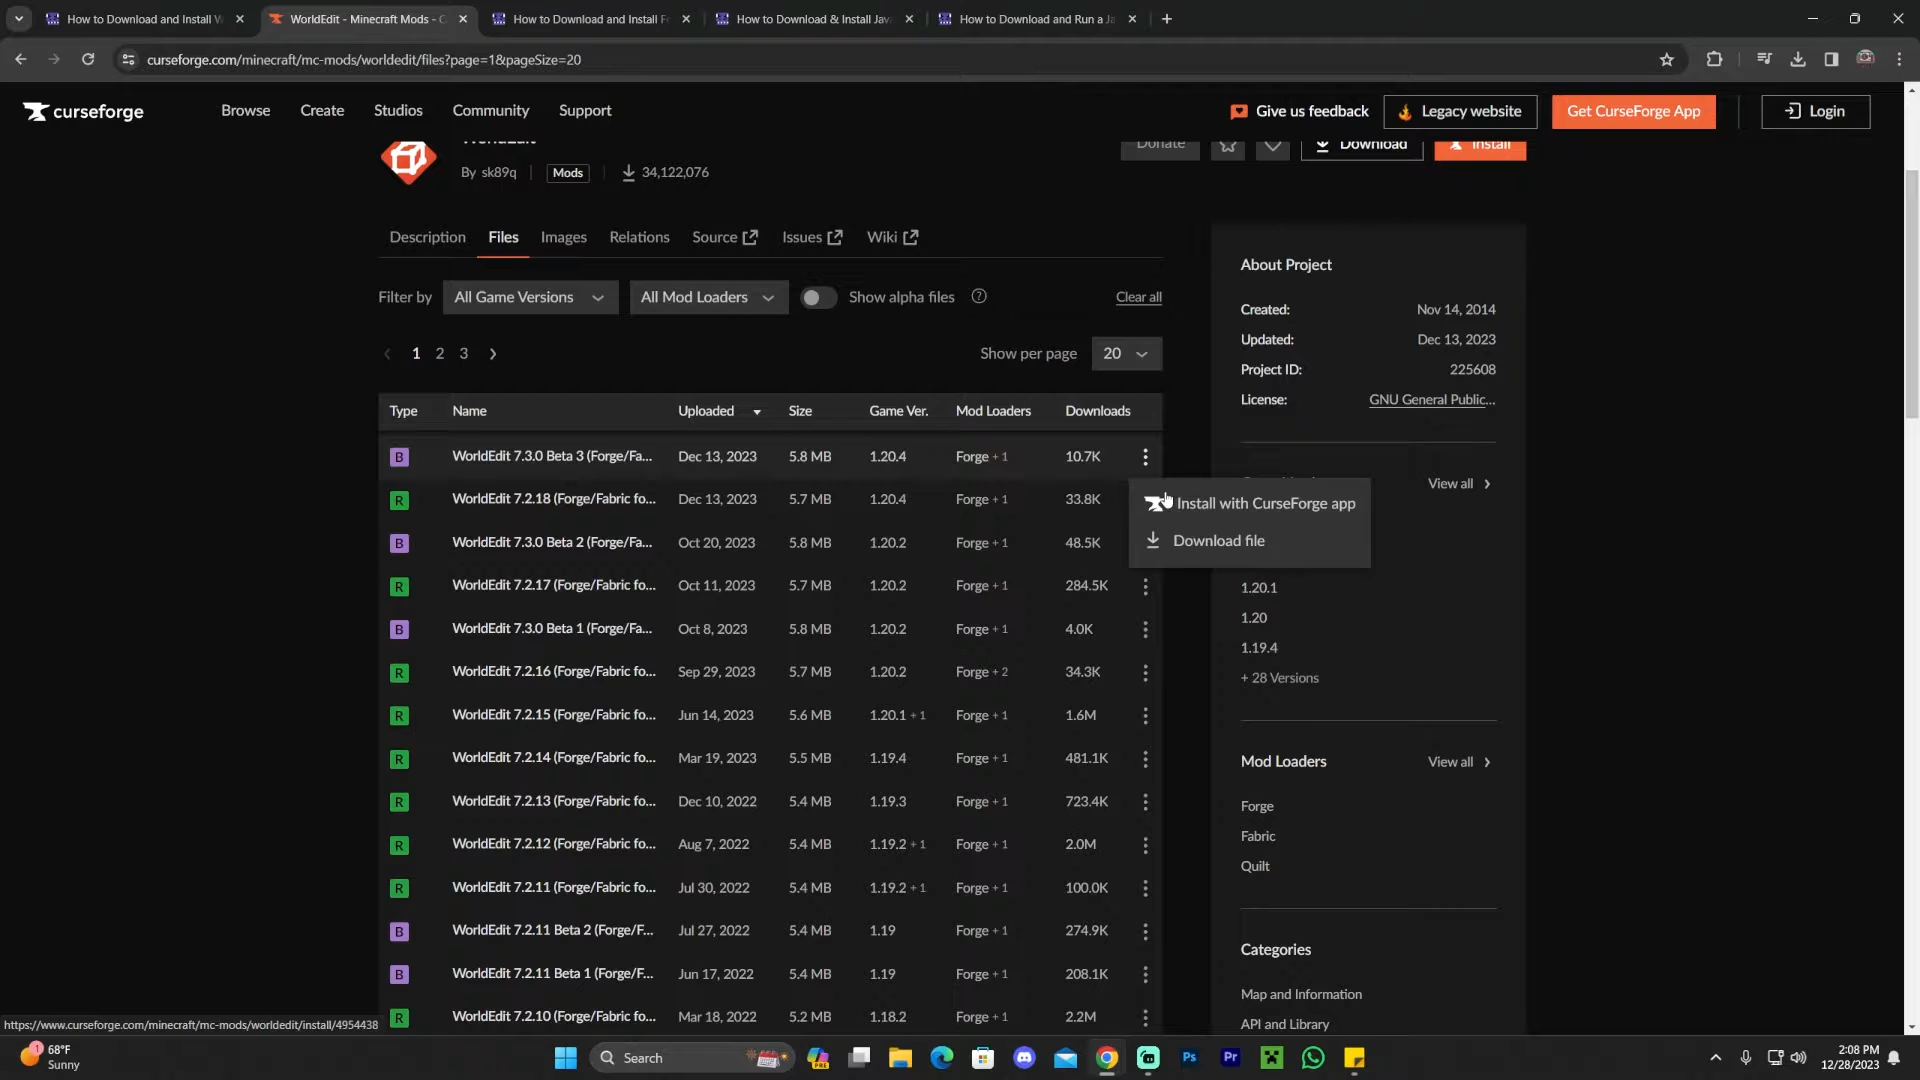 How to Download and Install W
WorldEdit - Minecraft Mods - C
How to Download and Install Fo
How to Download & Install Java
How to Download and Run a Ja
curseforge.com/minecraft/mc-mods/worldedit/files?page=1&pageSize=20
curseforge
Browse
Create
Studios
Community
Support
Give us feedback
Legacy website
Get CurseForge App
Login
WorldEdit
Donate
Download
Install
By sk89q
Mods
34,122,076
Description
Files
Images
Relations
Source
Issues
Wiki
Filter by
All Game Versions
All Mod Loaders
Show alpha files
Clear all
1 2 3
Show per page
20
Type Name Uploaded Size Game Ver. Mod Loaders Downloads
B WorldEdit 7.3.0 Beta 3 (Forge/Fa... Dec 13, 2023 5.8 MB 1.20.4 Forge + 1 10.7K
R WorldEdit 7.2.18 (Forge/Fabric fo... Dec 13, 2023 5.7 MB 1.20.4 Forge + 1 33.8K
B WorldEdit 7.3.0 Beta 2 (Forge/Fa... Oct 20, 2023 5.8 MB 1.20.2 Forge + 1 48.5K
R WorldEdit 7.2.17 (Forge/Fabric fo... Oct 11, 2023 5.7 MB 1.20.2 Forge + 1 284.5K
B WorldEdit 7.3.0 Beta 1 (Forge/Fa... Oct 8, 2023 5.8 MB 1.20.2 Forge + 1 4.0K
R WorldEdit 7.2.16 (Forge/Fabric fo... Sep 29, 2023 5.7 MB 1.20.2 Forge + 2 34.3K
R WorldEdit 7.2.15 (Forge/Fabric fo... Jun 14, 2023 5.6 MB 1.20.1 + 1 Forge + 1 1.6M
R WorldEdit 7.2.14 (Forge/Fabric fo... Mar 19, 2023 5.5 MB 1.19.4 Forge + 1 481.1K
R WorldEdit 7.2.13 (Forge/Fabric fo... Dec 10, 2022 5.4 MB 1.19.3 Forge + 1 723.4K
R WorldEdit 7.2.12 (Forge/Fabric fo... Aug 7, 2022 5.4 MB 1.19.2 + 1 Forge + 1 2.0M
R WorldEdit 7.2.11 (Forge/Fabric fo... Jul 30, 2022 5.4 MB 1.19.2 + 1 Forge + 1 100.0K
B WorldEdit 7.2.11 Beta 2 (Forge/F... Jul 27, 2022 5.4 MB 1.19 Forge + 1 274.9K
B WorldEdit 7.2.11 Beta 1 (Forge/F... Jun 17, 2022 5.4 MB 1.19 Forge + 1 208.1K
R WorldEdit 7.2.10 (Forge/Fabric fo... Mar 18, 2022 5.2 MB 1.18.2 Forge + 1 2.2M
Install with CurseForge app
Download file
About Project
Created: Nov 14, 2014
Updated: Dec 13, 2023
Project ID: 225608
License: GNU General Public...
View all
1.20.1
1.20
1.19.4
+ 28 Versions
Mod Loaders
View all
Forge
Fabric
Quilt
Categories
Map and Information
API and Library
https://www.curseforge.com/minecraft/mc-mods/worldedit/install/4954438
1
68°F
Sunny
Search
PRE
Ps
Pr
2:08 PM
12/28/2023